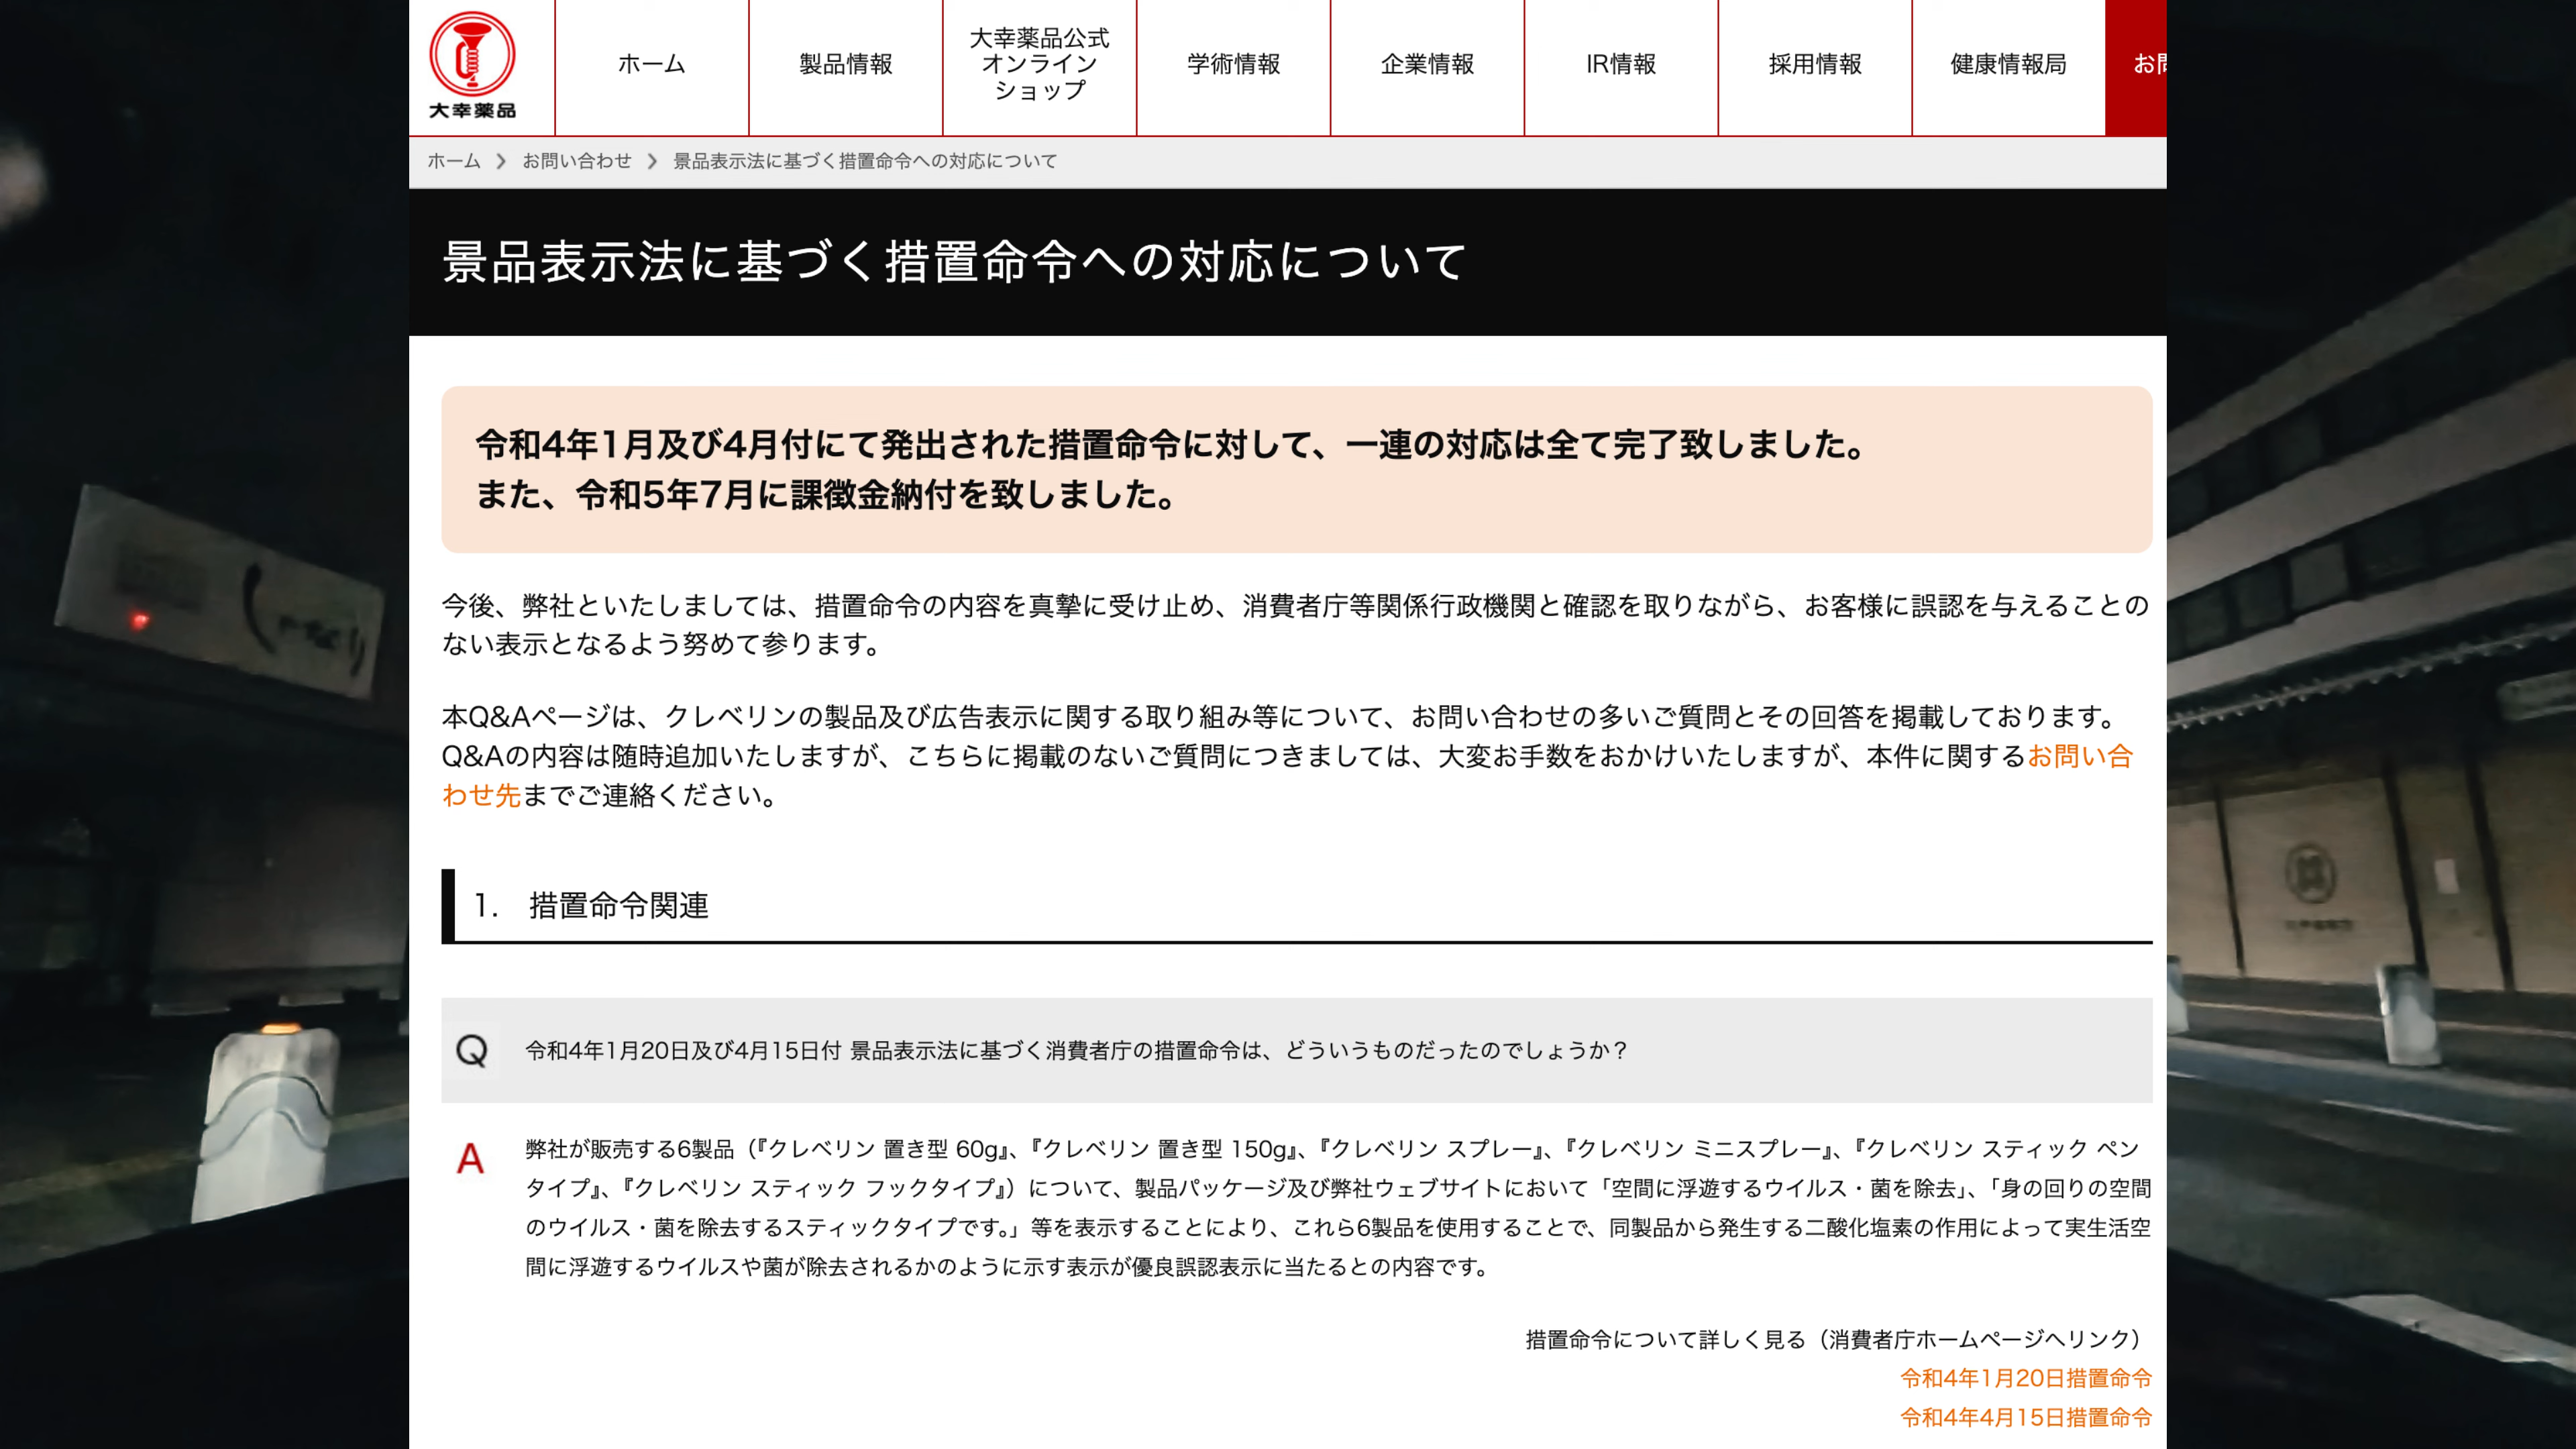 大幸薬品
ホーム
製品情報
大幸薬品公式
オンライン
ショップ
学術情報
企業情報
IR情報
採用情報
健康情報局
ホーム > お問い合わせ > 景品表示法に基づく措置命令への対応について
景品表示法に基づく措置命令への対応について
令和4年1月及び4月付にて発出された措置命令に対して、一連の対応は全て完了致しました。
また、令和5年7月に課徴金納付を致しました。
今後、弊社といたしましては、措置命令の内容を真摯に受け止め、消費者庁等関係行政機関と確認を取りながら、お客様に誤認を与えることの
ない表示となるよう努めて参ります。
本Q&Aページは、クレベリンの製品及び広告表示に関する取り組み等について、お問い合わせの多いご質問とその回答を掲載しております。
Q&Aの内容は随時追加いたしますが、こちらに掲載のないご質問につきましては、大変お手数をおかけいたしますが、本件に関するお問い合
わせ先までご連絡ください。
1. 措置命令関連
Q 令和4年1月20日及び4月15日付 景品表示法に基づく消費者庁の措置命令は、どういうものだったのでしょうか？
A 弊社が販売する6製品（『クレベリン 置き型 60g』、『クレベリン 置き型 150g』、『クレベリン スプレー』、『クレベリン ミニスプレー』、『クレベリン スティック ペン
タイプ』、『クレベリン スティック フックタイプ』）について、製品パッケージ及び弊社ウェブサイトにおいて「空間に浮遊するウイルス・菌を除去」、「身の回りの空間
のウイルス・菌を除去するスティックタイプです。」等を表示することにより、これら6製品を使用することで、同製品から発生する二酸化塩素の作用によって実生活空
間に浮遊するウイルスや菌が除去されるかのように示す表示が優良誤認表示に当たるとの内容です。
措置命令について詳しく見る（消費者庁ホームページへリンク）
令和4年1月20日措置命令
令和4年4月15日措置命令